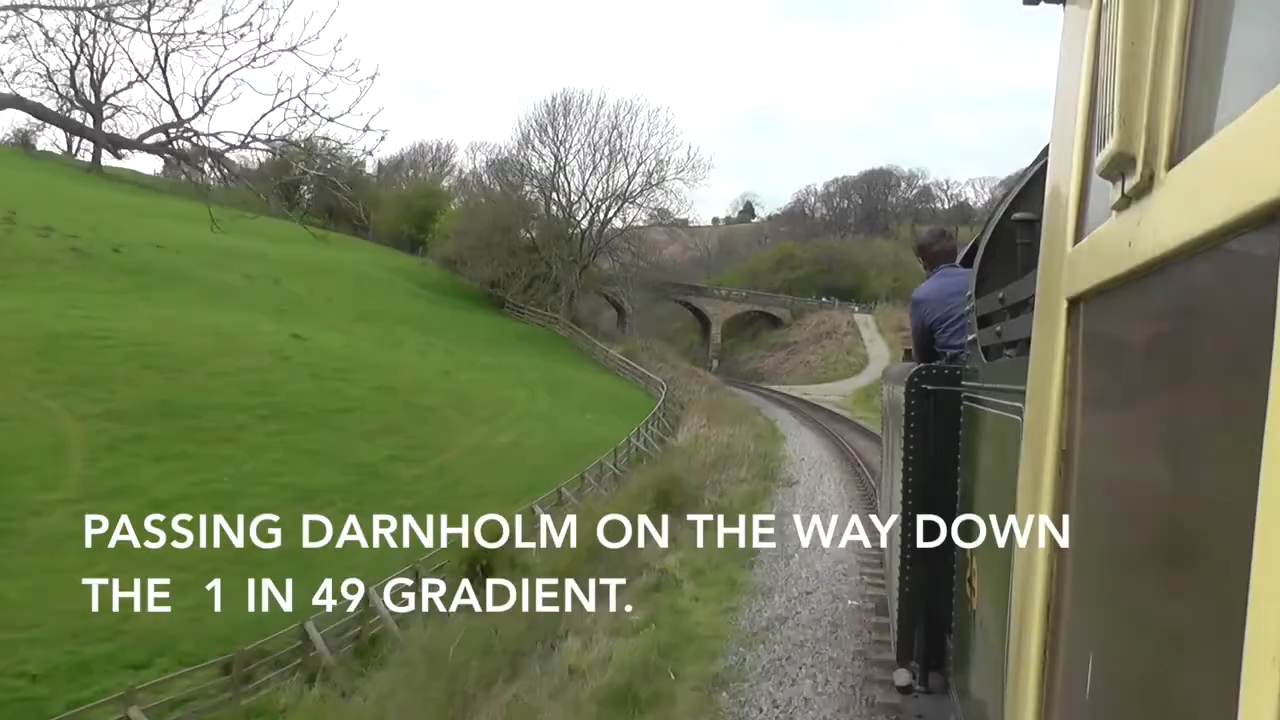 PASSING DARNHOLM ON THE WAY DOWN
THE 1 IN 49 GRADIENT.